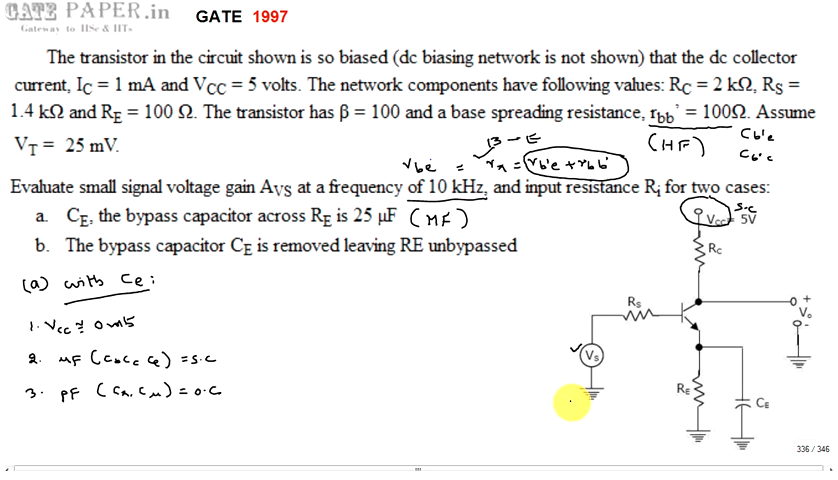 GATE PAPER.in
Gateway to IISc & IITs
GATE 1997
The transistor in the circuit shown is so biased (dc biasing network is not shown) that the dc collector
current, IC = 1 mA and VCC = 5 volts. The network components have following values: RC = 2 kΩ, RS =
1.4 kΩ and RE = 100 Ω. The transistor has β = 100 and a base spreading resistance, rbb' = 100Ω. Assume
VT = 25 mV.
B-E
(HF)
Cb'e
Cb'c
rbe = rπ = rb'e + rbb'
Evaluate small signal voltage gain AVS at a frequency of 10 kHz, and input resistance Ri for two cases:
a. CE, the bypass capacitor across RE is 25 μF (MF)
b. The bypass capacitor CE is removed leaving RE unbypassed
(a) with Ce:
1. Vcc ≅ 0 volts
2. μF (Cb Cc Ce) = S.C
3. pF (Cπ, Cμ) = O.C
S.C
Vcc = 5V
Rc
RS
+
Vo
-
Vs
RE
CE
336 / 346